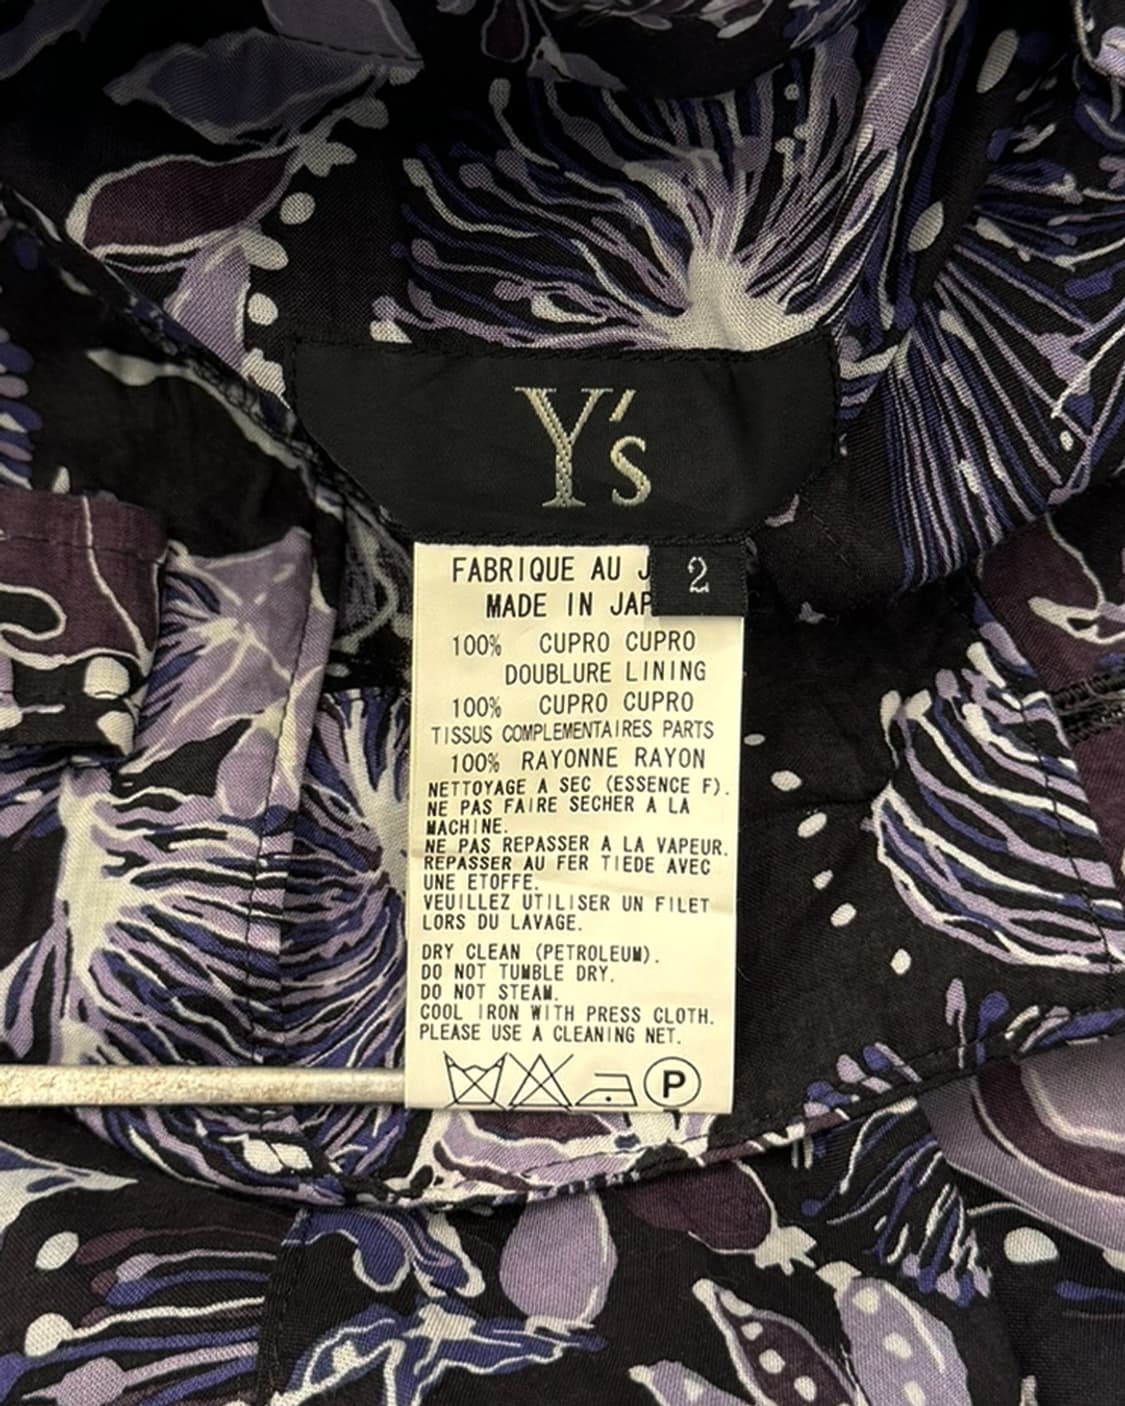 Y's
2
FABRIQUE AU J
MADE IN JAP
100% CUPRO CUPRO
DOUBLURE LINING
100% CUPRO CUPRO
TISSUS COMPLEMENTAIRES PARTS
100% RAYONNE RAYON
NETTOYAGE A SEC (ESSENCE F).
NE PAS FAIRE SECHER A LA
MACHINE.
NE PAS REPASSER A LA VAPEUR.
REPASSER AU FER TIEDE AVEC
UNE ETOFFE.
VEUILLEZ UTILISER UN FILET
LORS DU LAVAGE.
DRY CLEAN (PETROLEUM).
DO NOT TUMBLE DRY.
DO NOT STEAM.
COOL IRON WITH PRESS CLOTH.
PLEASE USE A CLEANING NET.
P